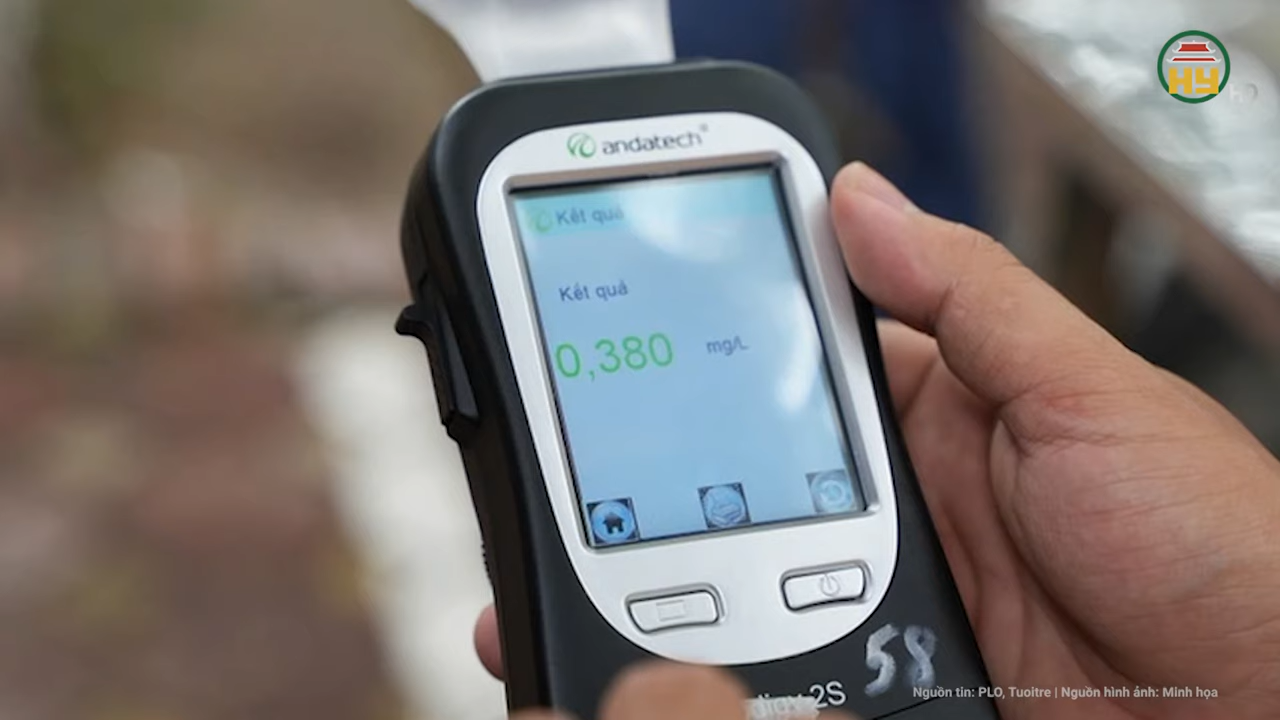 HY
andatech®
Kết quả
Kết quả
0,380 mg/L
2S
58
Nguồn tin: PLO, Tuoitre | Nguồn hình ảnh: Minh họa